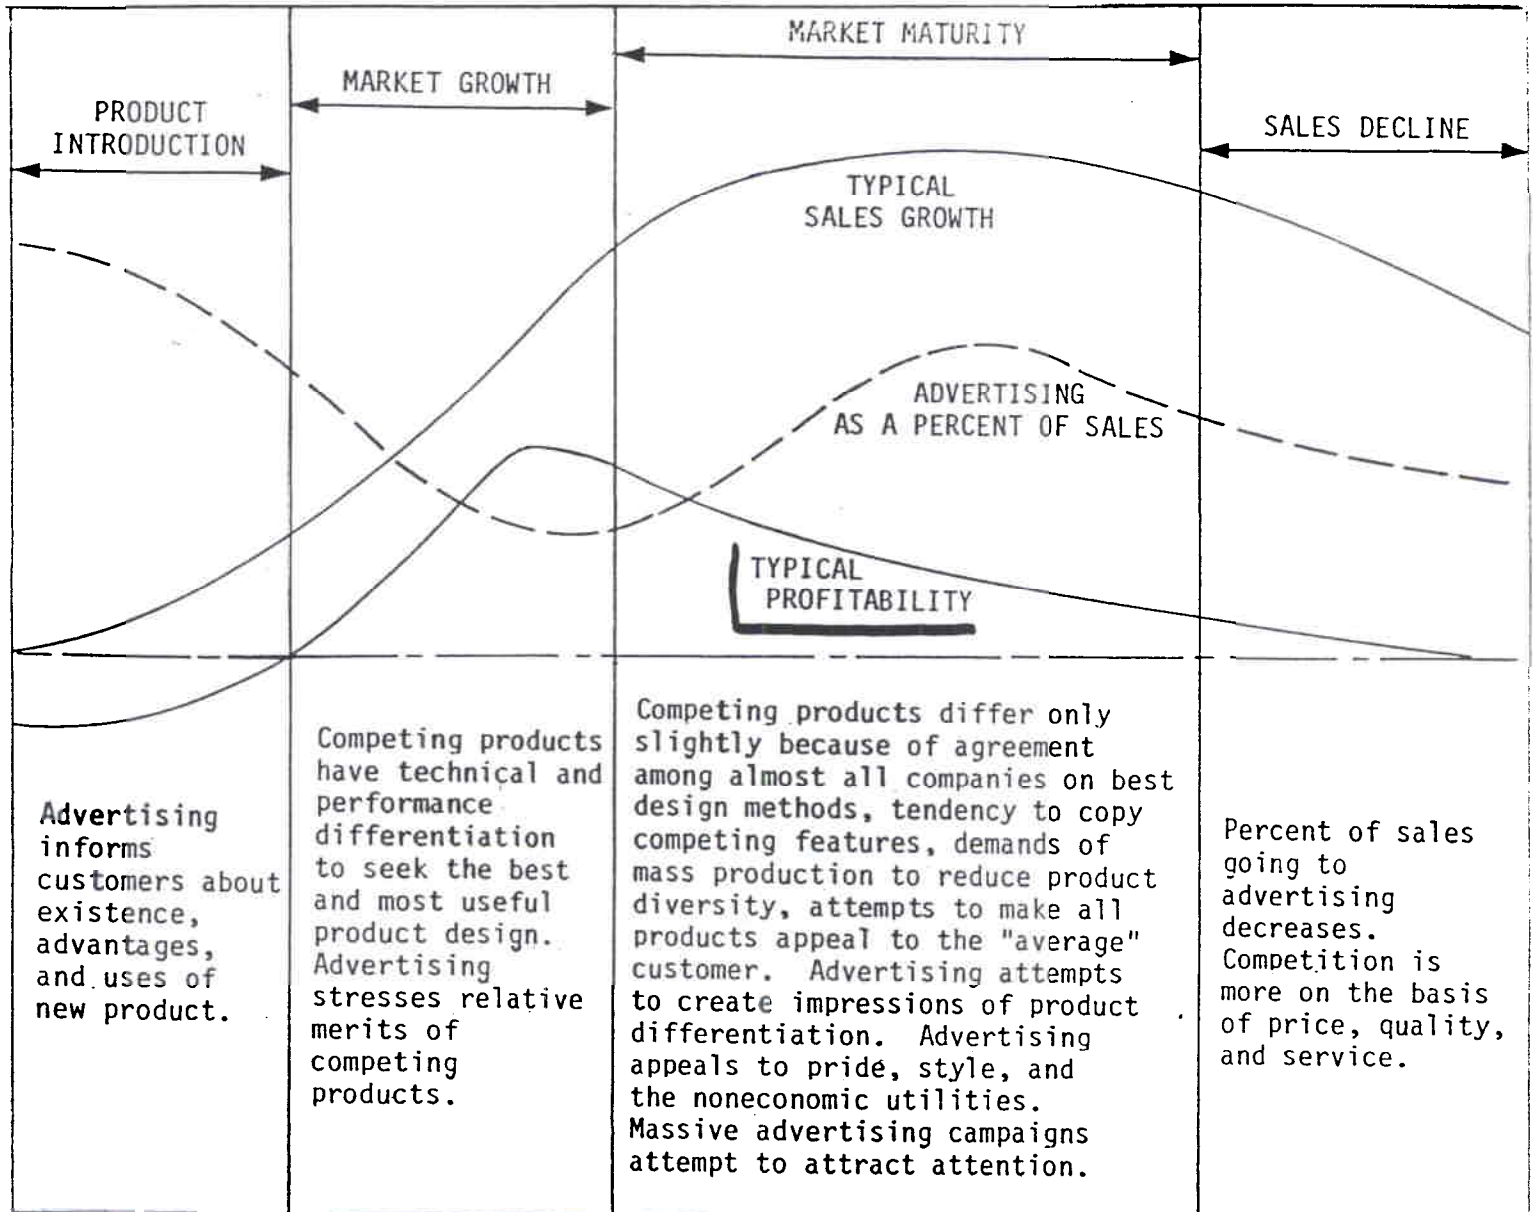 MARKET MATURITY
MARKET GROWTH
PRODUCT
INTRODUCTION
SALES DECLINE
TYPICAL
SALES GROWTH
ADVERTISING
AS A PERCENT OF SALES
TYPICAL
PROFITABILITY
Advertising
informs
customers about
existence,
advantages,
and uses of
new product.
Competing products
have technical and
performance
differentiation
to seek the best
and most useful
product design.
Advertising
stresses relative
merits of
competing
products.
Competing products differ only
slightly because of agreement
among almost all companies on best
design methods, tendency to copy
competing features, demands of
mass production to reduce product
diversity, attempts to make all
products appeal to the "average"
customer. Advertising attempts
to create impressions of product
differentiation. Advertising
appeals to pride, style, and
the noneconomic utilities.
Massive advertising campaigns
attempt to attract attention.
Percent of sales
going to
advertising
decreases.
Competition is
more on the basis
of price, quality,
and service.